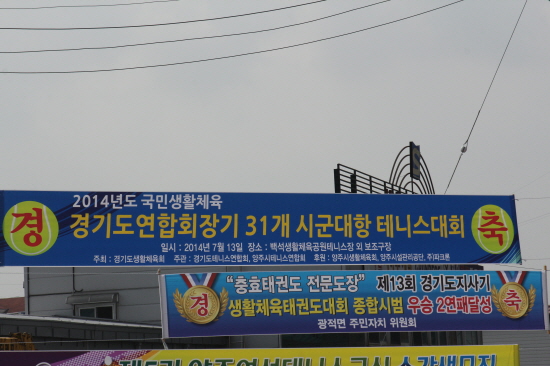 경
2014년도 국민생활체육
경기도연합회장기 31개 시군대항 테니스대회
축
일시 : 2014년 7월 13일 장소 : 백석생활체육공원테니스장 외 보조구장
주최 : 경기도생활체육회 주관 : 경기도테니스연합회, 양주시테니스연합회 후원 : 양주시생활체육회, 양주시설관리공단, 주)파크론
경
"충효태권도 전문도장" 제13회 경기도지사기
생활체육태권도대회 종합시범 우승 2연패달성
축
광적면 주민자치 위원회